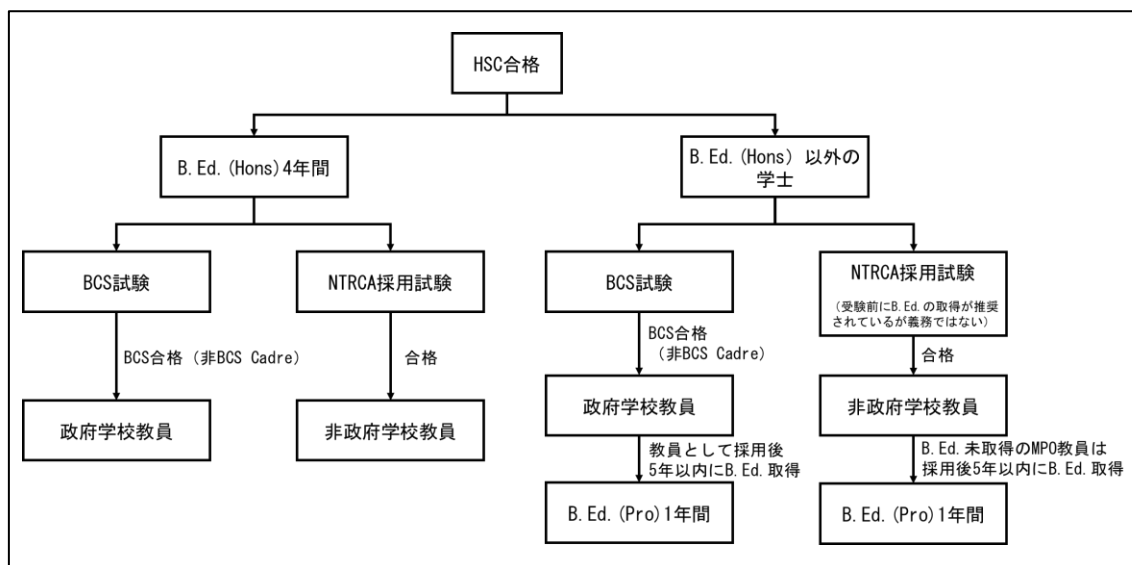 HSC合格
B.Ed.(Hons)4年間
B.Ed.(Hons) 以外の
学士
BCS試験
NTRCA採用試験
BCS試験
NTRCA採用試験
(受験前にB.Ed.の取得が推奨
されているが義務ではない)
BCS合格 (非BCS Cadre)
合格
BCS合格
(非BCS Cadre)
合格
政府学校教員
非政府学校教員
政府学校教員
非政府学校教員
教員として採用後
5年以内にB.Ed.取得
B.Ed.未取得のMPO教員は
採用後5年以内にB.Ed.取得
B.Ed.(Pro)1年間
B.Ed.(Pro)1年間